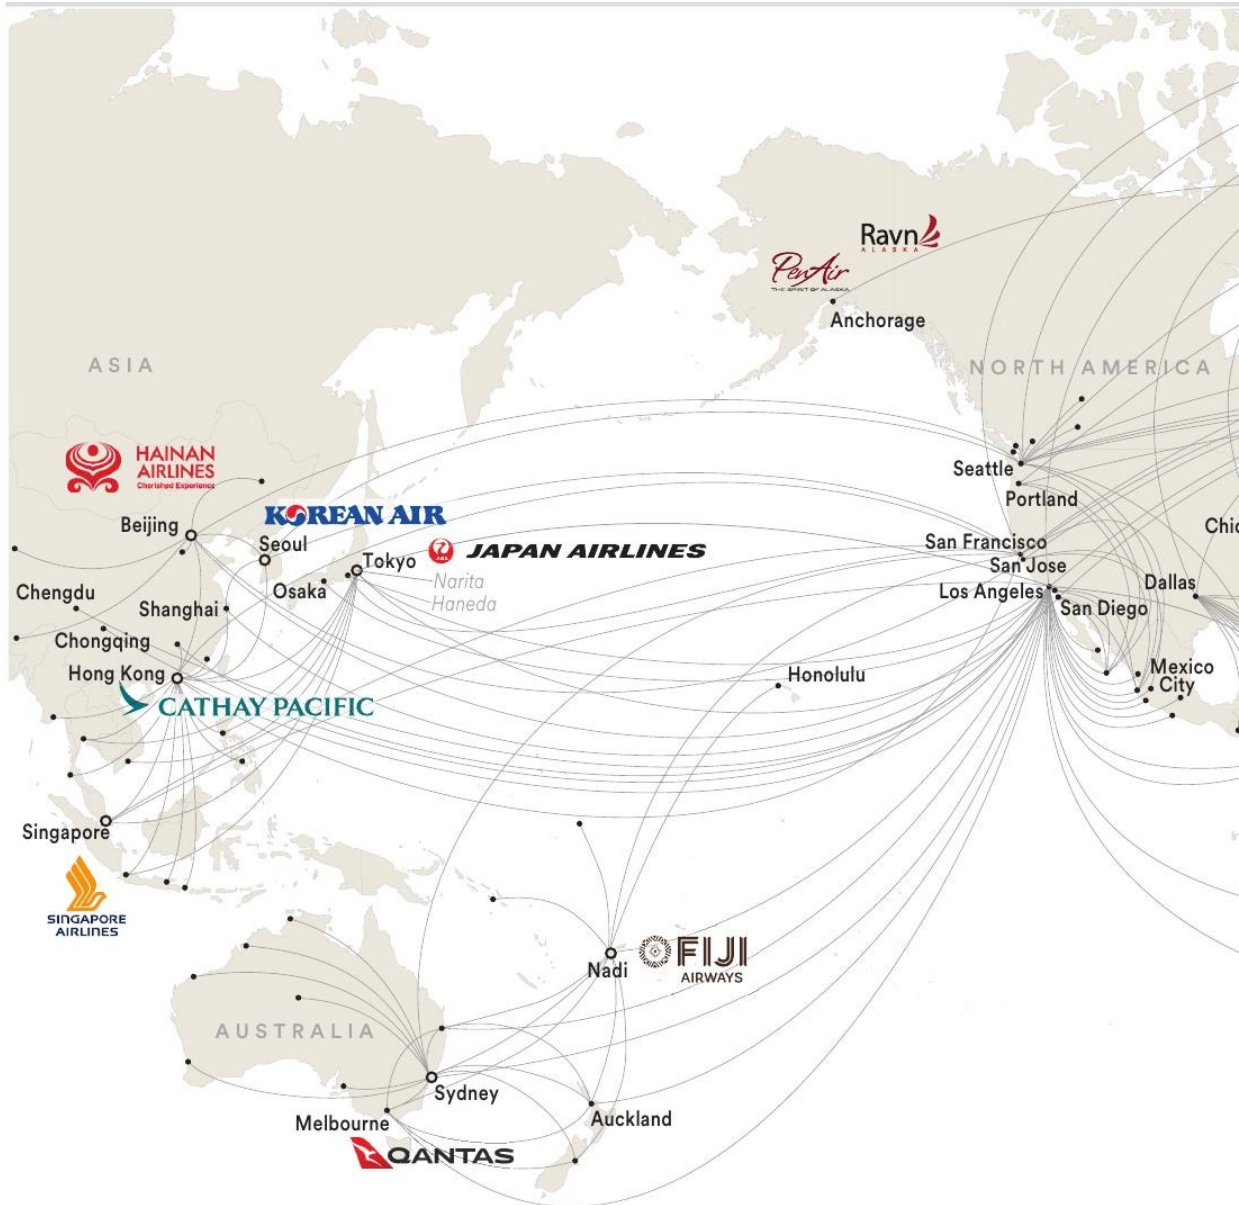 Ravn
ALASKA
PenAir
THE SPIRIT OF ALASKA
Anchorage
ASIA
NORTH AMERICA
HAINAN
AIRLINES
Cherished Experience
Seattle
Portland
KOREAN AIR
Beijing
Seoul
Chic
San Francisco
JAPAN AIRLINES
Tokyo
San Jose
Narita
Haneda
Osaka
Dallas
Chengdu
Los Angeles
Shanghai
San Diego
Chongqing
Hong Kong
Honolulu
Mexico
City
CATHAY PACIFIC
Singapore
SINGAPORE
AIRLINES
FIJI
AIRWAYS
Nadi
AUSTRALIA
Sydney
Melbourne
Auckland
QANTAS